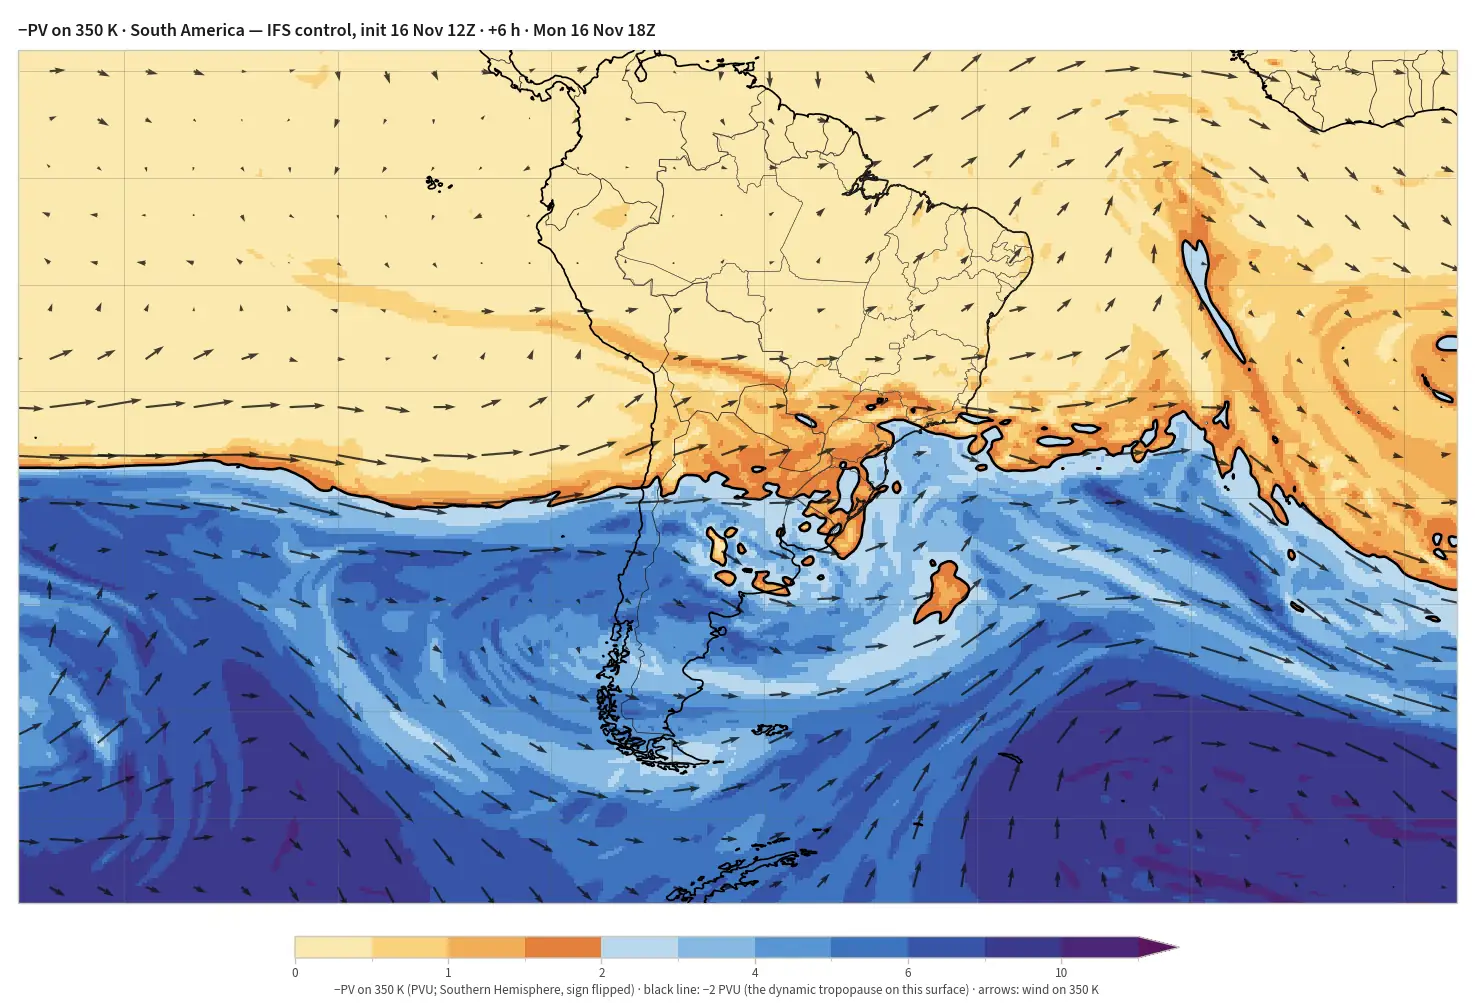 −PV on 350 K · South America — IFS control, init 16 Nov 12Z · +6 h · Mon 16 Nov 18Z
0 1 2 4 6 10
−PV on 350 K (PVU; Southern Hemisphere, sign flipped) · black line: −2 PVU (the dynamic tropopause on this surface) · arrows: wind on 350 K